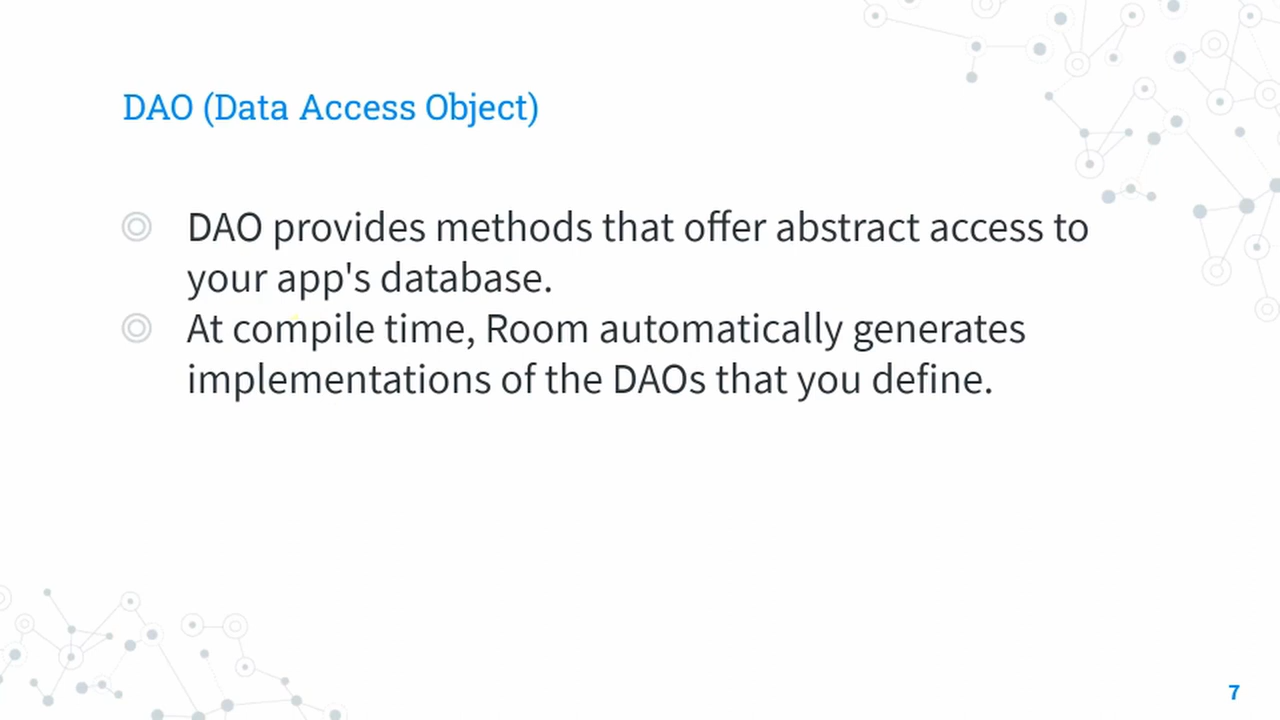 DAO (Data Access Object)
DAO provides methods that offer abstract access to
your app's database.
At compile time, Room automatically generates
implementations of the DAOs that you define.
7